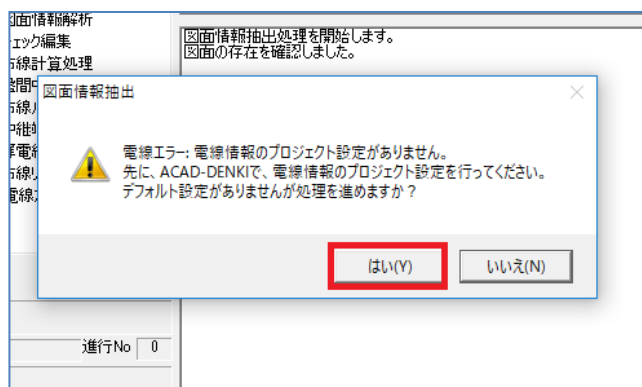 図面情報解析
チェック編集
布線計算処理
図面情報抽出処理を開始します。
図面の存在を確認しました。
図面情報抽出
電線エラー: 電線情報のプロジェクト設定がありません。
先に、ACAD-DENKIで、電線情報のプロジェクト設定を行ってください。
デフォルト設定がありませんが処理を進めますか？
はい(Y)
いいえ(N)
進行No 0